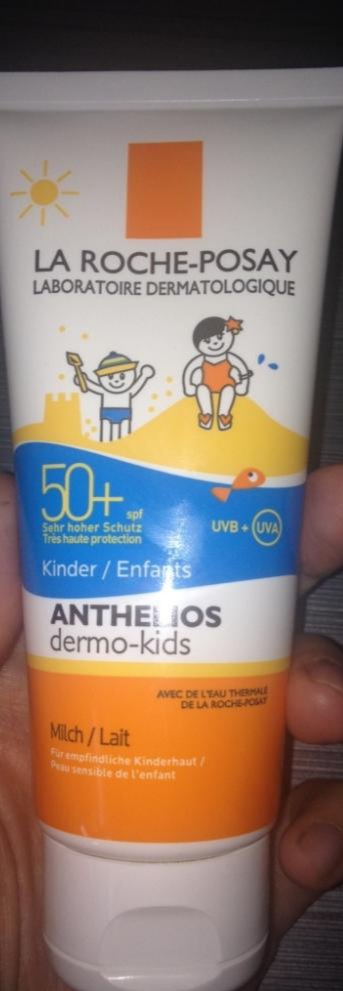 LA ROCHE-POSAY
LABORATOIRE DERMATOLOGIQUE
50+ spf
Sehr hoher Schutz
Très haute protection
UVB + UVA
Kinder / Enfants
ANTHELIOS
dermo-kids
AVEC DE L'EAU THERMALE
DE LA ROCHE-POSAY
Milch / Lait
Für empfindliche Kinderhaut /
Peau sensible de l'enfant